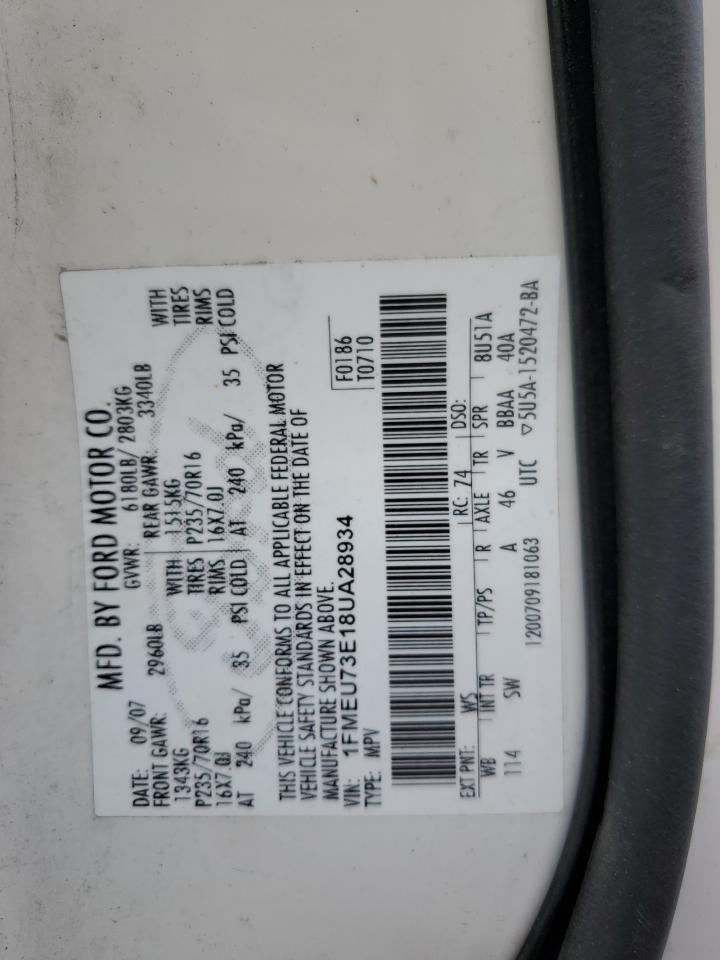 MFD. BY FORD MOTOR CO.
DATE: 09/07 GVWR: 6180LB/ 2803KG
FRONT GAWR: 2960LB REAR GAWR: 3340LB
1343KG WITH 1515KG WITH
P235/70R16 TIRES P235/70R16 TIRES
16X7.0J RIMS 16X7.0J RIMS
AT 240 kPa/ 35 PSI COLD AT 240 kPa/ 35 PSI COLD
THIS VEHICLE CONFORMS TO ALL APPLICABLE FEDERAL MOTOR
VEHICLE SAFETY STANDARDS IN EFFECT ON THE DATE OF
MANUFACTURE SHOWN ABOVE.
VIN: 1FMEU73E18UA28934
TYPE: MPV
F0186
T0710
EXT PNT: WS RC: 74 DSO:
WB INT TR TP/PS R AXLE TR SPR 8U51A
114 SW A 46 V BBAA 40A
1200709181063 UTC ▽5U5A-1520472-BA